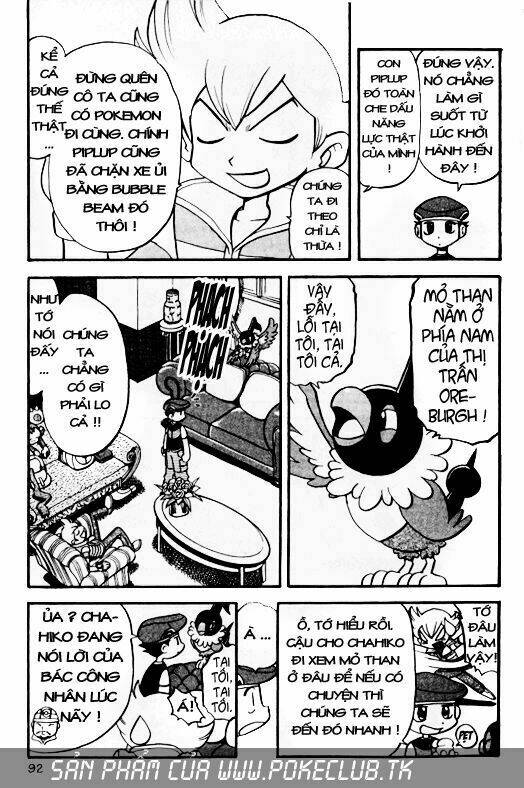 ĐÚNG VẬY.
NÓ CHẲNG
LÀM GÌ
SUỐT TỪ
LÚC KHỞI
HÀNH ĐẾN
ĐÂY !
CON
PIPLUP
ĐÓ TOÀN
CHE DẤU
NĂNG
LỰC THẬT
CỦA MÌNH
!
KỂ
CẢ
ĐÚNG
THẾ
THẬT
...
ĐỪNG QUÊN
CÔ TA CŨNG
CÓ POKEMON
ĐI CÙNG. CHÍNH
PIPLUP CŨNG
ĐÃ CHẶN XE ỦI
BẰNG BUBBLE
BEAM ĐÓ
THÔI !
CHÚNG
TA ĐI
THEO
CHỈ LÀ
THỪA !
MỎ THAN
NẰM Ở
PHÍA NAM
CỦA THỊ
TRẤN
ORE-
BURGH !
VẬY
ĐẤY,
LỖI TẠI
TÔI, TẠI
TÔI CẢ.
PHẠCH
PHẠCH
NHƯ
TỚ
NÓI
ĐẤY
...
CHÚNG
TA
CHẲNG
CÓ GÌ
PHẢI LO
CẢ !!
TỚ
ĐÂU
LÀM
VẬY!
Ồ, TỚ HIỂU RỒI.
CẬU CHO CHAHIKO
ĐI XEM MỎ THAN
Ở ĐÂU ĐỂ NẾU CÓ
CHUYỆN THÌ
CHÚNG TA SẼ
ĐẾN ĐÓ NHANH !
PẸT
À ...
TẠI
TÔI,
TẠI
TÔI.
Á!
ỦA ? CHA-
HIKO ĐANG
NÓI LỜI CỦA
BÁC CÔNG
NHÂN LÚC
NÃY !
92
SẢN PHẨM CỦA WWW.POKECLUB.TK